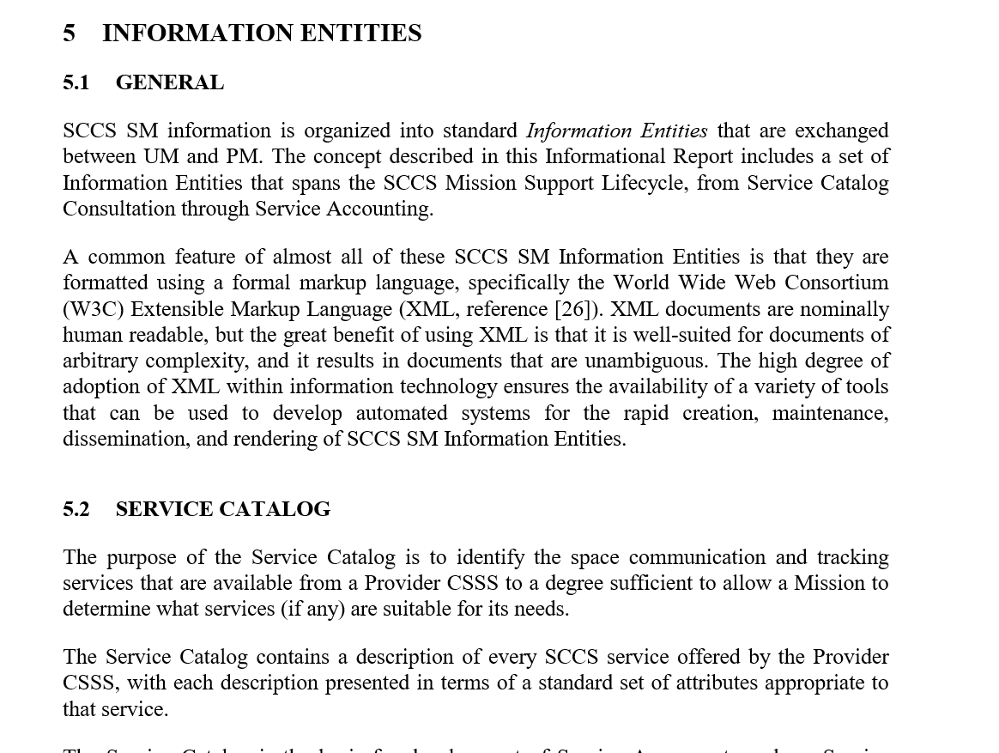 5 INFORMATION ENTITIES
5.1 GENERAL
SCCS SM information is organized into standard Information Entities that are exchanged
between UM and PM. The concept described in this Informational Report includes a set of
Information Entities that spans the SCCS Mission Support Lifecycle, from Service Catalog
Consultation through Service Accounting.
A common feature of almost all of these SCCS SM Information Entities is that they are
formatted using a formal markup language, specifically the World Wide Web Consortium
(W3C) Extensible Markup Language (XML, reference [26]). XML documents are nominally
human readable, but the great benefit of using XML is that it is well-suited for documents of
arbitrary complexity, and it results in documents that are unambiguous. The high degree of
adoption of XML within information technology ensures the availability of a variety of tools
that can be used to develop automated systems for the rapid creation, maintenance,
dissemination, and rendering of SCCS SM Information Entities.
5.2 SERVICE CATALOG
The purpose of the Service Catalog is to identify the space communication and tracking
services that are available from a Provider CSSS to a degree sufficient to allow a Mission to
determine what services (if any) are suitable for its needs.
The Service Catalog contains a description of every SCCS service offered by the Provider
CSSS, with each description presented in terms of a standard set of attributes appropriate to
that service.